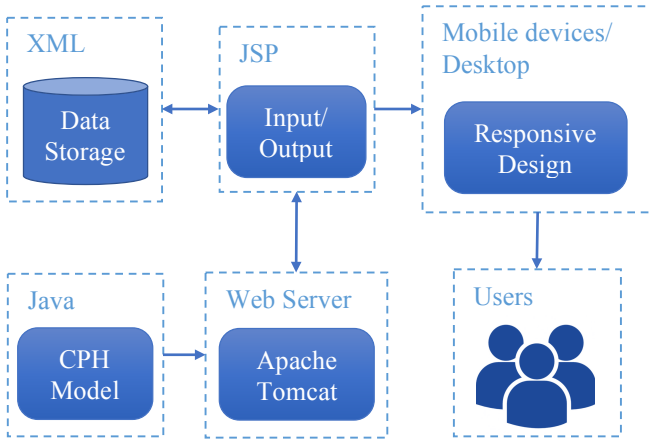 XML
Data
Storage
JSP
Input/
Output
Mobile devices/
Desktop
Responsive
Design
Java
CPH
Model
Web Server
Apache
Tomcat
Users